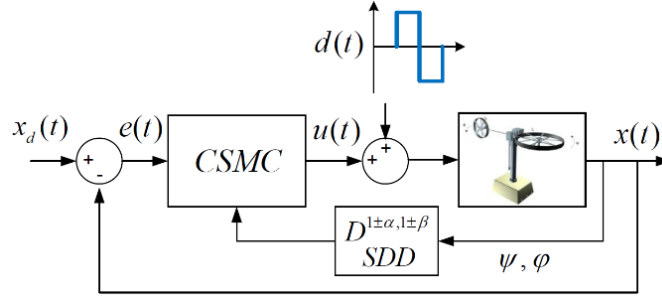 d(t)
x_d(t)
e(t)
CSMC
u(t)
x(t)
+
-
+
+
D^{1±α,1±β}
SDD
ψ, φ